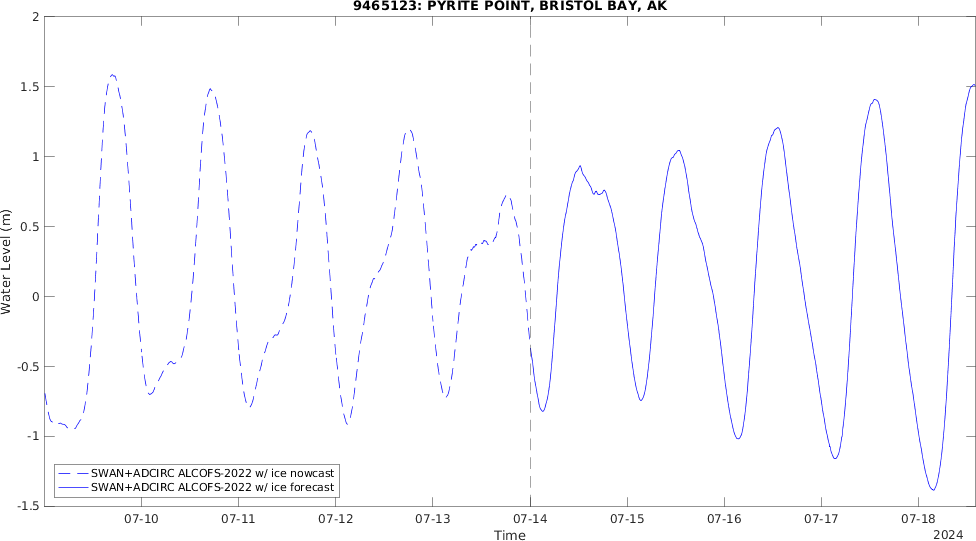 9465123: PYRITE POINT, BRISTOL BAY, AK
2
1.5
1
0.5
0
-0.5
-1
-1.5
Water Level (m)
SWAN+ADCIRC ALCOFS-2022 w/ ice nowcast
SWAN+ADCIRC ALCOFS-2022 w/ ice forecast
07-10 07-11 07-12 07-13 07-14 07-15 07-16 07-17 07-18
Time
2024